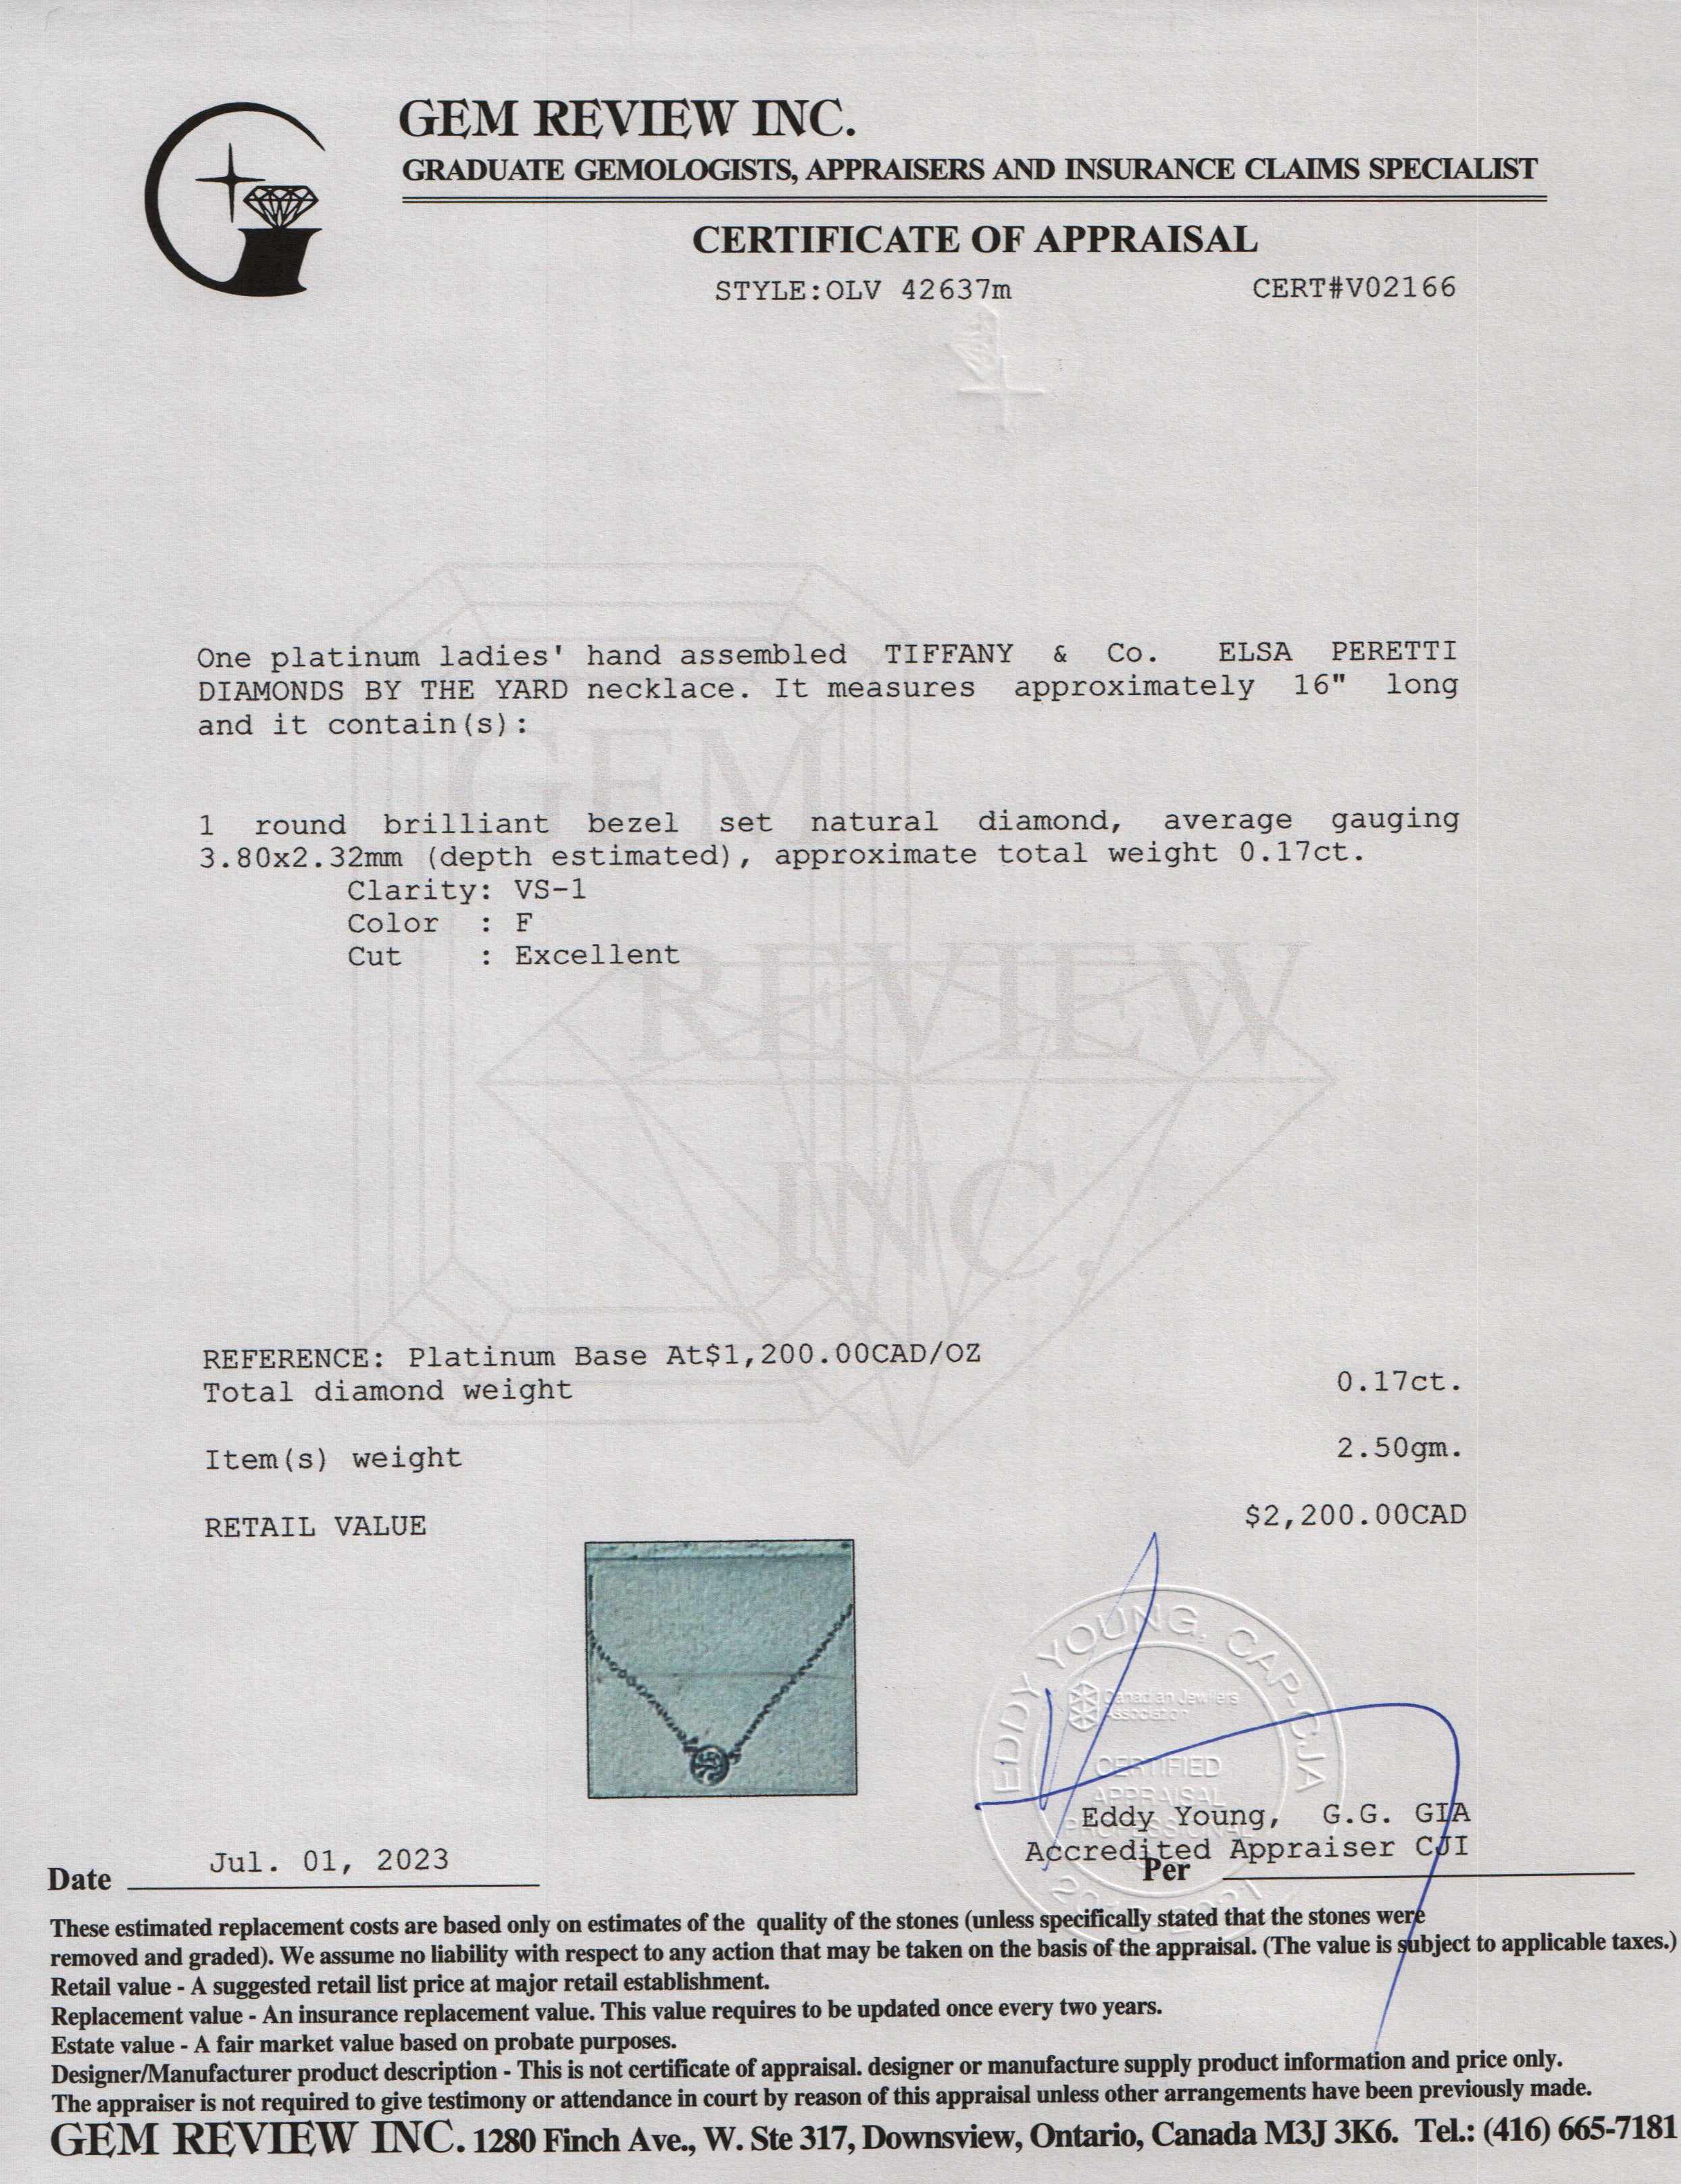 GEM REVIEW INC.
GRADUATE GEMOLOGISTS, APPRAISERS AND INSURANCE CLAIMS SPECIALIST
CERTIFICATE OF APPRAISAL
STYLE:OLV 42637m CERT#V02166
One platinum ladies' hand assembled TIFFANY & Co. ELSA PERETTI
DIAMONDS BY THE YARD necklace. It measures approximately 16" long
and it contain(s):
1 round brilliant bezel set natural diamond, average gauging
3.80x2.32mm (depth estimated), approximate total weight 0.17ct.
Clarity: VS-1
Color : F
Cut : Excellent
GEM
REVIEW
INC.
REFERENCE: Platinum Base At$1,200.00CAD/OZ
Total diamond weight 0.17ct.
Item(s) weight 2.50gm.
RETAIL VALUE $2,200.00CAD
EDDY YOUNG, CAP-CJA
Canadian Jewellers
Association
CERTIFIED
APPRAISAL
PROFESSIONAL
Eddy Young, G.G. GIA
Accredited Appraiser CJI
Date Jul. 01, 2023 Per
These estimated replacement costs are based only on estimates of the quality of the stones (unless specifically stated that the stones were
removed and graded). We assume no liability with respect to any action that may be taken on the basis of the appraisal. (The value is subject to applicable taxes.)
Retail value - A suggested retail list price at major retail establishment.
Replacement value - An insurance replacement value. This value requires to be updated once every two years.
Estate value - A fair market value based on probate purposes.
Designer/Manufacturer product description - This is not certificate of appraisal. designer or manufacture supply product information and price only.
The appraiser is not required to give testimony or attendance in court by reason of this appraisal unless other arrangements have been previously made.
GEM REVIEW INC. 1280 Finch Ave., W. Ste 317, Downsview, Ontario, Canada M3J 3K6. Tel.: (416) 665-7181